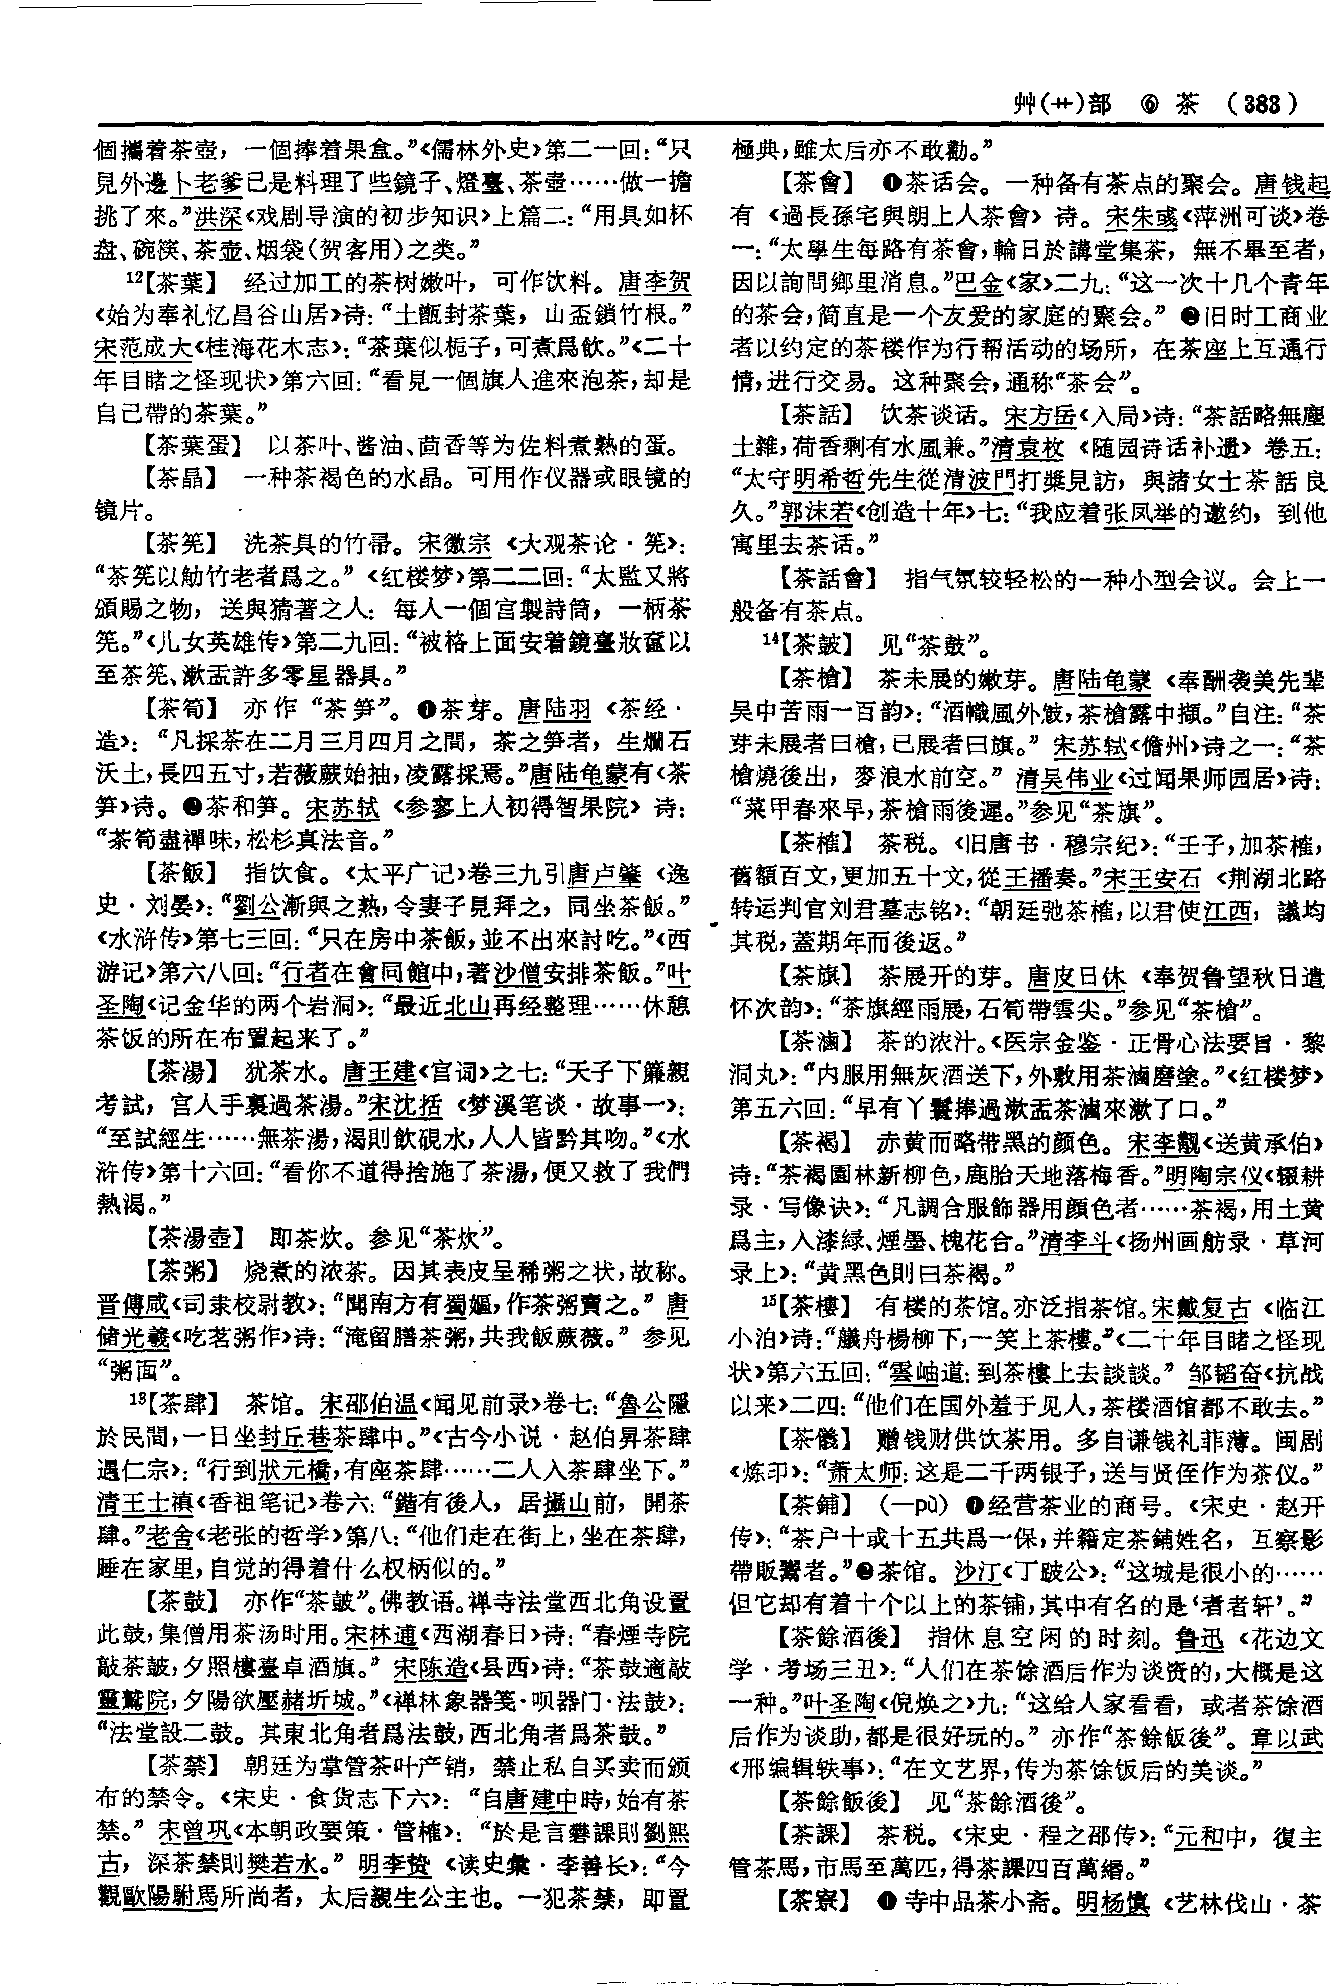 艸(艹)部 ⑥ 茶 (383)
個攜着茶壺，一個捧着果盒。”《儒林外史》第二一回：“只
見外邊卜老爹已是料理了些鏡子、燈臺、茶壺……做一擔
挑了來。”洪深《戏剧导演的初步知识》上篇二：“用具如杯
盘、碗筷、茶壶、烟袋（贺客用）之类。”
12【茶葉】 经过加工的茶树嫩叶，可作饮料。唐李贺
《始为奉礼忆昌谷山居》诗：“土甑封茶葉，山盃鎖竹根。”
宋范成大《桂海花木志》：“茶葉似梔子，可煮爲飲。”《二十
年目睹之怪现状》第六回：“看見一個旗人進來泡茶，却是
自己帶的茶葉。”
【茶葉蛋】 以茶叶、酱油、茴香等为佐料煮熟的蛋。
【茶晶】 一种茶褐色的水晶。可用作仪器或眼镜的
镜片。
【茶筅】 洗茶具的竹帚。宋徽宗《大观茶论·筅》：
“茶筅以觔竹老者爲之。”《红楼梦》第二二回：“太監又將
頒賜之物，送與猜著之人：每人一個宮製詩筒，一柄茶
筅。”《儿女英雄传》第二九回：“被格上面安着鏡臺妝奩以
至茶筅、漱盂許多零星器具。”
【茶筍】 亦作“茶笋”。❶茶芽。唐陆羽《茶经·
造》：“凡採茶在二月三月四月之間，茶之笋者，生爛石
沃土，長四五寸，若薇蕨始抽，凌露採焉。”唐陆龟蒙有《茶
笋》诗。❷茶和笋。宋苏轼《参寥上人初得智果院》诗：
“茶筍盡禪味，松杉真法音。”
【茶飯】 指饮食。《太平广记》卷三九引唐卢肇《逸
史·刘晏》：“劉公漸與之熟，令妻子見拜之，同坐茶飯。”
《水浒传》第七三回：“只在房中茶飯，並不出來討吃。”《西
游记》第六八回：“行者在會同館中，著沙僧安排茶飯。”叶
圣陶《记金华的两个岩洞》：“最近北山再经整理……休憩
茶饭的所在布置起来了。”
【茶湯】 犹茶水。唐王建《宫词》之七：“天子下簾親
考試，宮人手裏過茶湯。”宋沈括《梦溪笔谈·故事一》：
“至試經生……無茶湯，渴則飲硯水，人人皆黔其吻。”《水
浒传》第十六回：“看你不道得捨施了茶湯，便又救了我們
熱渴。”
【茶湯壺】 即茶炊。参见“茶炊”。
【茶粥】 烧煮的浓茶。因其表皮呈稀粥之状，故称。
晋傅咸《司隶校尉教》：“聞南方有蜀嫗，作茶粥賣之。”唐
储光羲《吃茗粥作》诗：“淹留膳茶粥，共我飯蕨薇。”参见
“粥面”。
13【茶肆】 茶馆。宋邵伯温《闻见前录》卷七：“魯公隱
於民間，一日坐封丘巷茶肆中。”《古今小说·赵伯昇茶肆
遇仁宗》：“行到狀元橋，有座茶肆……二人入茶肆坐下。”
清王士禛《香祖笔记》卷六：“鍇有後人，居攝山前，開茶
肆。”老舍《老张的哲学》第八：“他们走在街上，坐在茶肆，
睡在家里，自觉的得着什么权柄似的。”
【茶鼓】 亦作“茶皷”。佛教语。禅寺法堂西北角设置
此鼓，集僧用茶汤时用。宋林逋《西湖春日》诗：“春煙寺院
敲茶皷，夕照樓臺卓酒旗。”宋陈造《县西》诗：“茶鼓適敲
靈鷲院，夕陽欲壓赭圻城。”《禅林象器笺·呗器门·法鼓》：
“法堂設二鼓。其東北角者爲法鼓，西北角者爲茶鼓。”
【茶禁】 朝廷为掌管茶叶产销，禁止私自买卖而颁
布的禁令。《宋史·食货志下六》：“自唐建中時，始有茶
禁。”宋曾巩《本朝政要策·管榷》：“於是言礬課則劉熙
古，深茶禁則樊若水。”明李贽《读史彙·李善长》：“今
觀歐陽駙馬所尚者，太后親生公主也。一犯茶禁，即置
極典，雖太后亦不敢勸。”
【茶會】 ❶茶话会。一种备有茶点的聚会。唐钱起
有《過長孫宅與朗上人茶會》诗。宋朱彧《萍洲可谈》卷
一：“太學生每路有茶會，輪日於講堂集茶，無不畢至者，
因以詢問鄉里消息。”巴金《家》二九：“这一次十几个青年
的茶会，简直是一个友爱的家庭的聚会。”❷旧时工商业
者以约定的茶楼作为行帮活动的场所，在茶座上互通行
情，进行交易。这种聚会，通称“茶会”。
【茶話】 饮茶谈话。宋方岳《入局》诗：“茶話略無塵
土雜，荷香剩有水風兼。”清袁枚《随园诗话补遗》卷五：
“太守明希哲先生從清波門打槳見訪，與諸女士茶話良
久。”郭沫若《创造十年》七：“我应着张凤举的邀约，到他
寓里去茶话。”
【茶話會】 指气氛较轻松的一种小型会议。会上一
般备有茶点。
14【茶皷】 见“茶鼓”。
【茶槍】 茶未展的嫩芽。唐陆龟蒙《奉酬袭美先辈
吴中苦雨一百韵》：“酒幟風外㩻，茶槍露中擷。”自注：“茶
芽未展者曰槍，已展者曰旗。”宋苏轼《儋州》诗之一：“茶
槍燒後出，麥浪水前空。”清吴伟业《过闻果师园居》诗：
“菜甲春來早，茶槍雨後遲。”参见“茶旗”。
【茶榷】 茶税。《旧唐书·穆宗纪》：“壬子，加茶榷，
舊額百文，更加五十文，從王播奏。”宋王安石《荆湖北路
转运判官刘君墓志铭》：“朝廷弛茶榷，以君使江西，議均
其税，蓋期年而後返。”
【茶旗】 茶展开的芽。唐皮日休《奉贺鲁望秋日遣
怀次韵》：“茶旗經雨展，石筍帶雲尖。”参见“茶槍”。
【茶滷】 茶的浓汁。《医宗金鉴·正骨心法要旨·黎
洞丸》：“内服用無灰酒送下，外敷用茶滷磨塗。”《红楼梦》
第五六回：“早有丫鬟捧過漱盂茶滷來漱了口。”
【茶褐】 赤黄而略带黑的颜色。宋李觏《送黄承伯》
诗：“茶褐園林新柳色，鹿胎天地落梅香。”明陶宗仪《辍耕
录·写像诀》：“凡調合服飾器用顔色者……茶褐，用土黄
爲主，入漆緑、煙墨、槐花合。”清李斗《扬州画舫录·草河
录上》：“黄黑色則曰茶褐。”
15【茶樓】 有楼的茶馆。亦泛指茶馆。宋戴复古《临江
小泊》诗：“艤舟楊柳下，一笑上茶樓。”《二十年目睹之怪现
状》第六五回：“雲岫道：到茶樓上去談談。”邹韬奋《抗战
以来》二四：“他们在国外羞于见人，茶楼酒馆都不敢去。”
【茶儀】 赠钱财供饮茶用。多自谦钱礼菲薄。闽剧
《炼印》：“萧太师：这是二千两银子，送与贤侄作为茶仪。”
【茶鋪】 （—pù）❶经营茶业的商号。《宋史·赵开
传》：“茶户十或十五共爲一保，并籍定茶鋪姓名，互察影
帶販鬻者。”❷茶馆。沙汀《丁跛公》：“这城是很小的……
但它却有着十个以上的茶铺，其中有名的是‘者者轩’。”
【茶餘酒後】 指休息空闲的时刻。鲁迅《花边文
学·考场三丑》：“人们在茶馀酒后作为谈资的，大概是这
一种。”叶圣陶《倪焕之》九：“这给人家看看，或者茶馀酒
后作为谈助，都是很好玩的。”亦作“茶餘飯後”。章以武
《邢编辑轶事》：“在文艺界，传为茶馀饭后的美谈。”
【茶餘飯後】 见“茶餘酒後”。
【茶課】 茶税。《宋史·程之邵传》：“元和中，復主
管茶馬，市馬至萬匹，得茶課四百萬緡。”
【茶寮】 ❶寺中品茶小斋。明杨慎《艺林伐山·茶